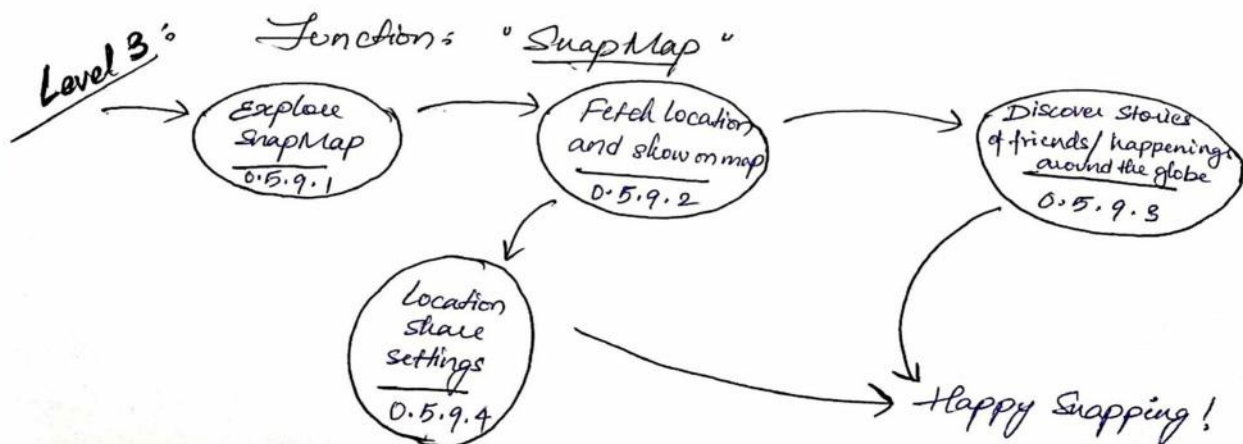 Level 3:
Function: "SnapMap"
Explore
SnapMap
0.5.9.1
Fetch location
and show on map
0.5.9.2
Discover Stories
of friends/happenings
around the globe
0.5.9.3
Location
share
settings
0.5.9.4
Happy Snapping!